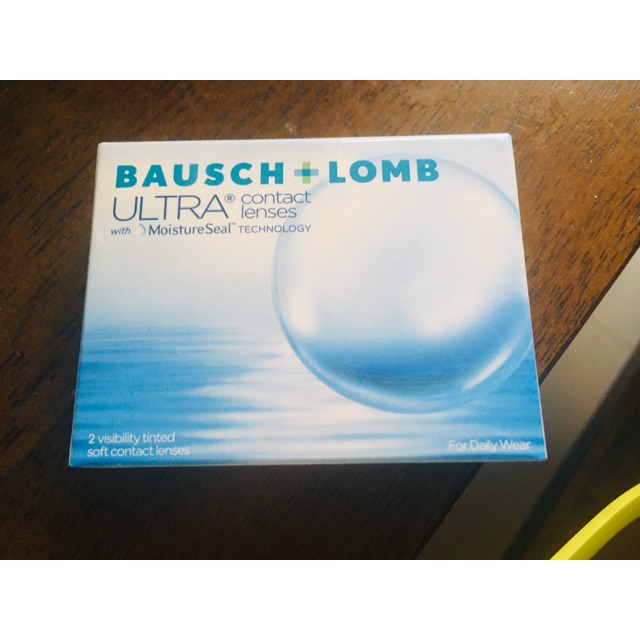 BAUSCH + LOMB
ULTRA® contact lenses
with MoistureSeal™ TECHNOLOGY
2 visibility tinted
soft contact lenses
For Daily Wear